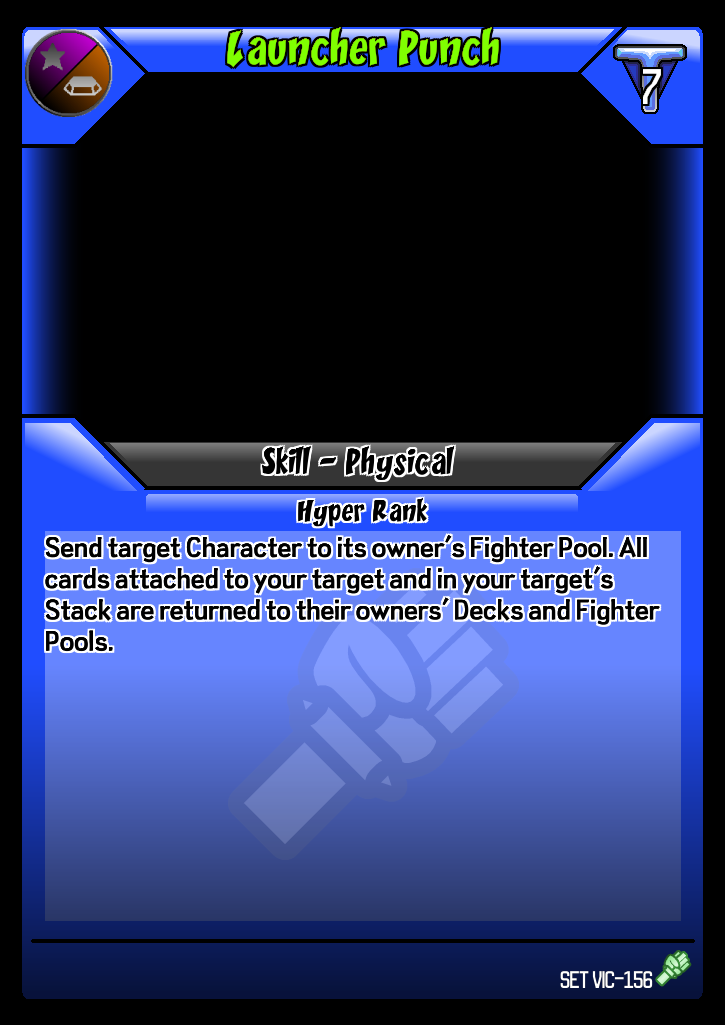 Launcher Punch
7
Skill - Physical
Hyper Rank
Send target Character to its owner's Fighter Pool. All
cards attached to your target and in your target's
Stack are returned to their owners' Decks and Fighter
Pools.
SET VIC-156